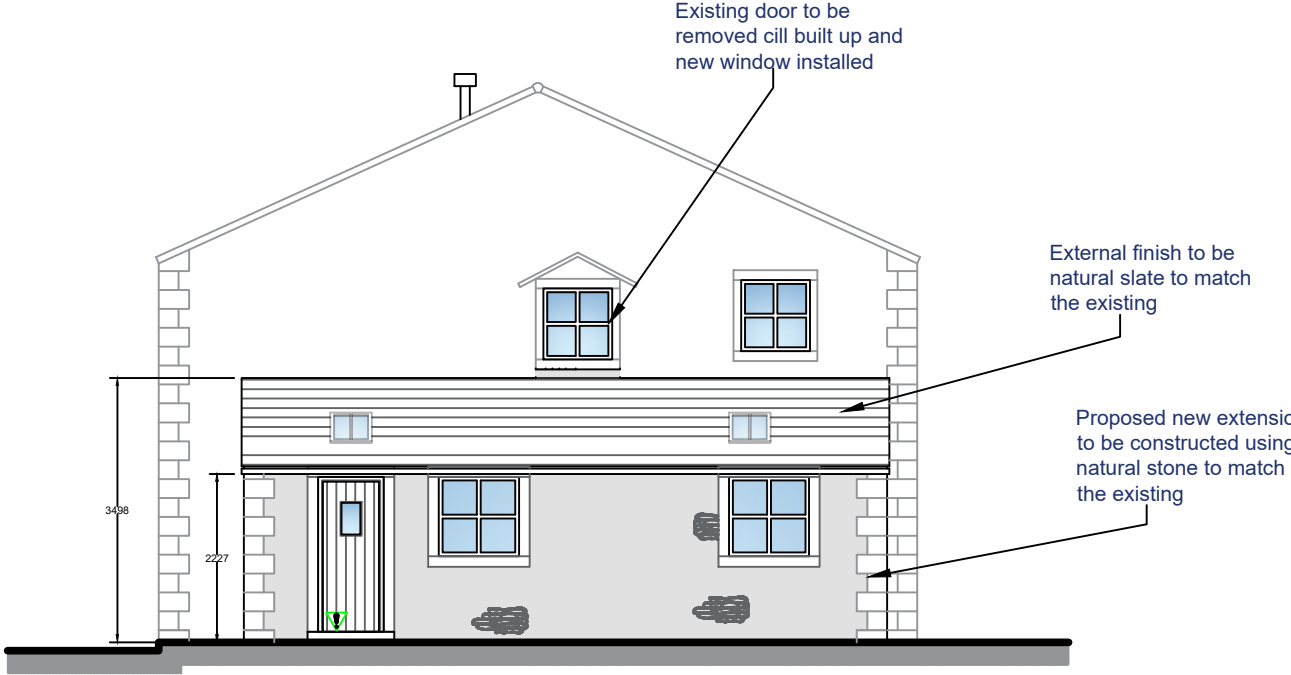 Existing door to be
removed cill built up and
new window installed
External finish to be
natural slate to match
the existing
Proposed new extensio
to be constructed using
natural stone to match
the existing
3498
2227